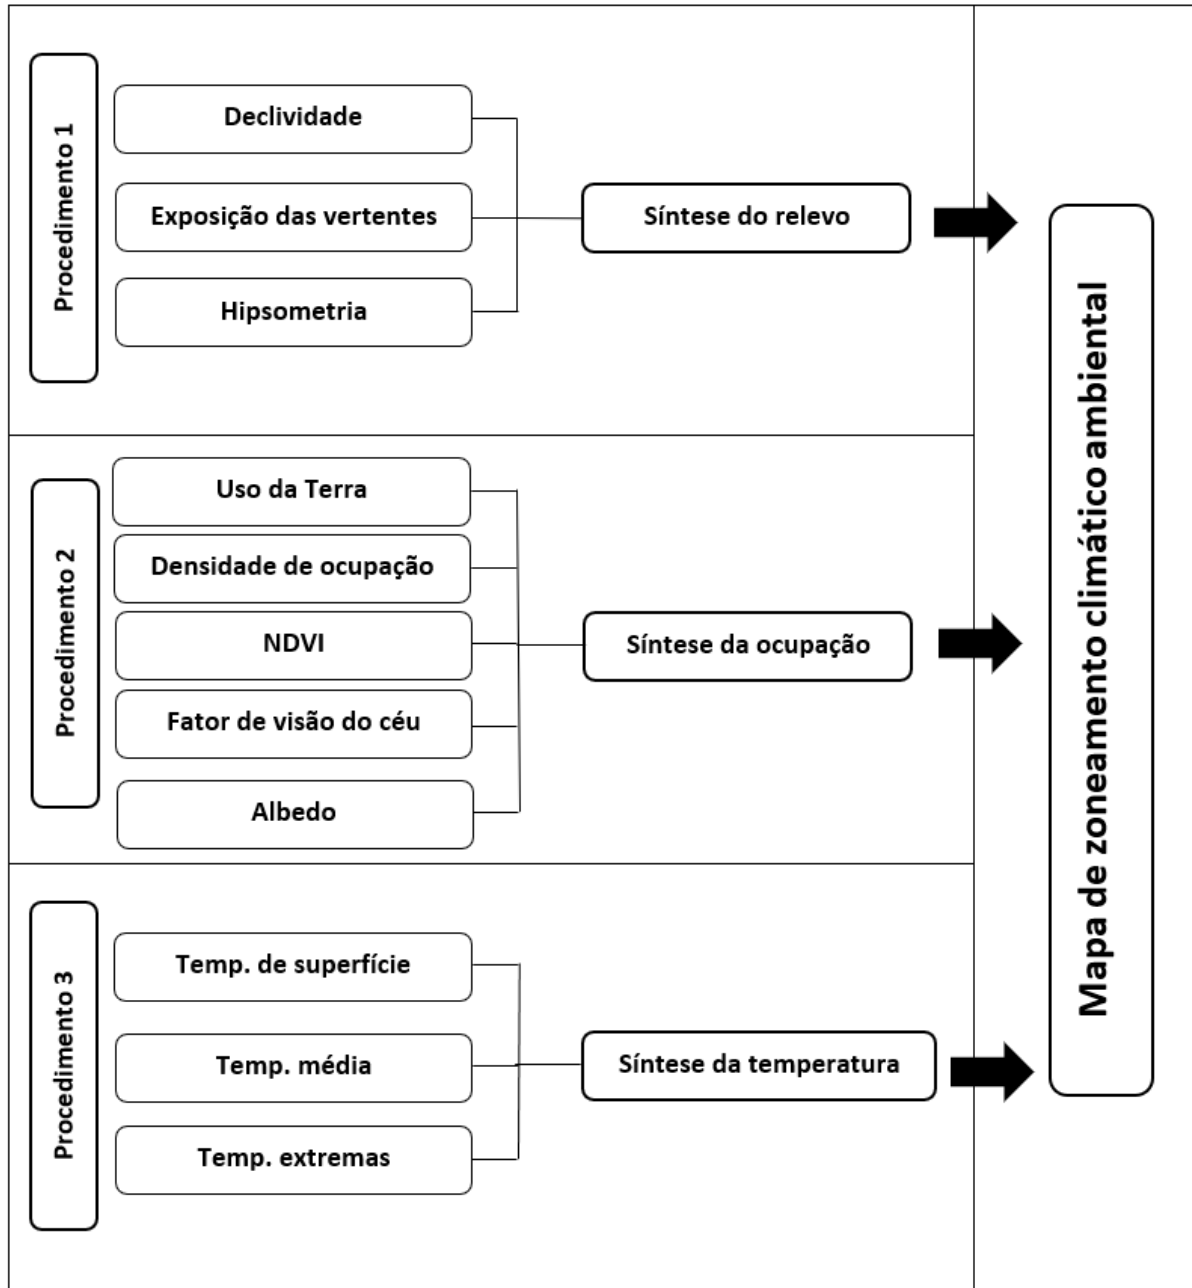 Procedimento 1
Declividade
Exposição das vertentes
Hipsometria
Síntese do relevo
Procedimento 2
Uso da Terra
Densidade de ocupação
NDVI
Fator de visão do céu
Albedo
Síntese da ocupação
Procedimento 3
Temp. de superfície
Temp. média
Temp. extremas
Síntese da temperatura
Mapa de zoneamento climático ambiental